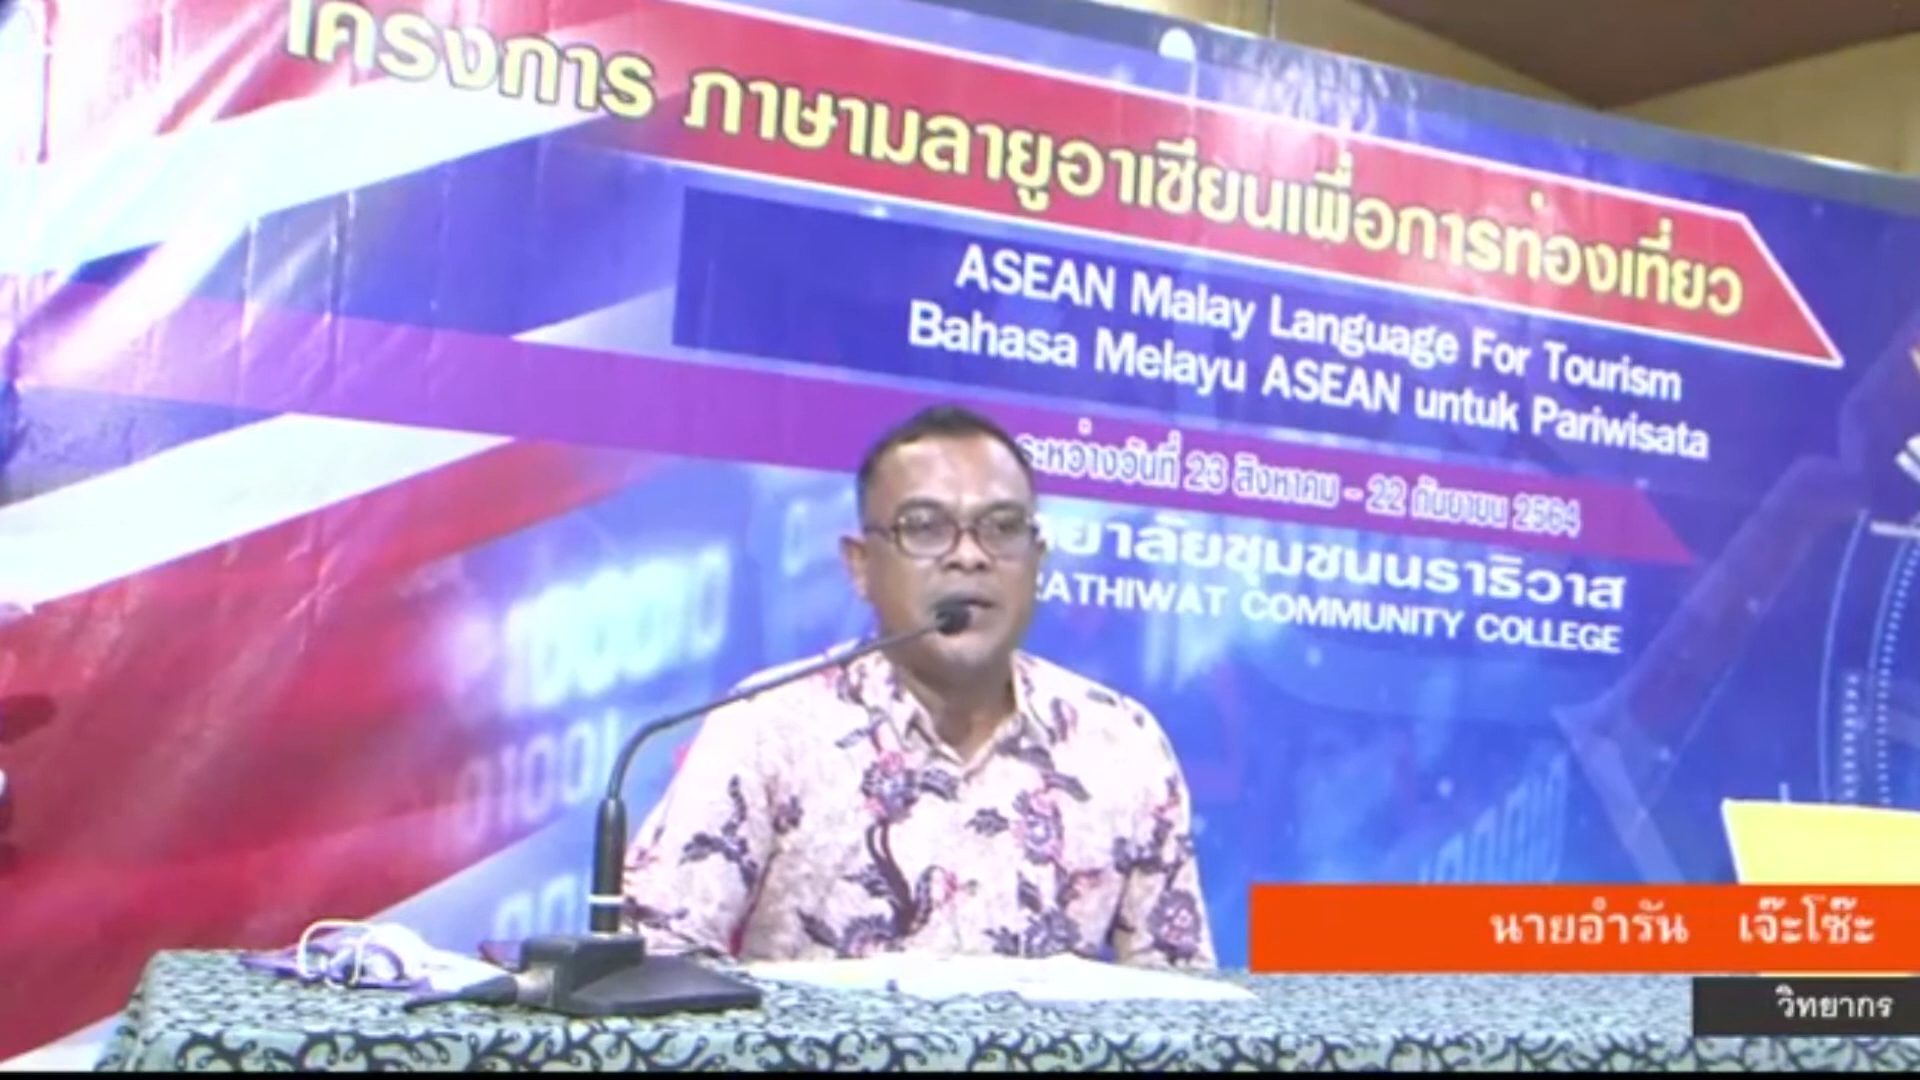 โครงการ ภาษามลายูอาเซียนเพื่อการท่องเที่ยว
ASEAN Malay Language For Tourism
Bahasa Melayu ASEAN untuk Pariwisata
ระหว่างวันที่ 23 สิงหาคม - 22 กันยายน 2564
ยาลัยชุมชนนราธิวาส
RATHIWAT COMMUNITY COLLEGE
นายอำรัน เจ๊ะโซ๊ะ
วิทยากร